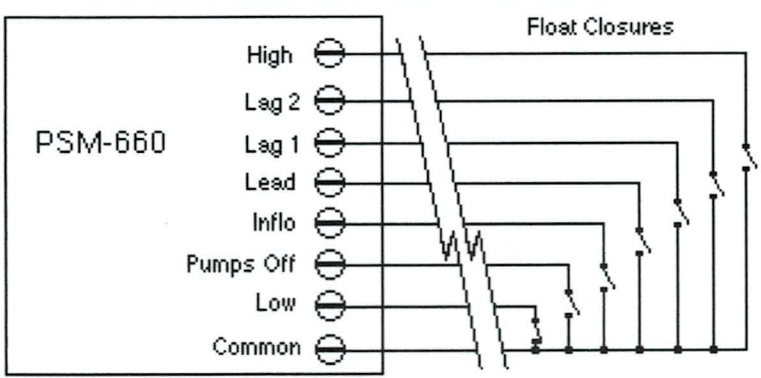 Float Closures
High
Lag 2
PSM-660
Lag 1
Lead
Inflo
Pumps Off
Low
Common